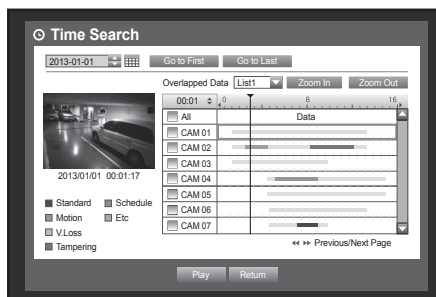 Time Search
2013-01-01 Go to First Go to Last
Overlapped Data List1 Zoom In Zoom Out
00:01 0 8 16
All Data
CAM 01
CAM 02
CAM 03
CAM 04
CAM 05
CAM 06
CAM 07
2013/01/01 00:01:17
Standard Schedule
Motion Etc
V.Loss
Tampering
Previous/Next Page
Play Return